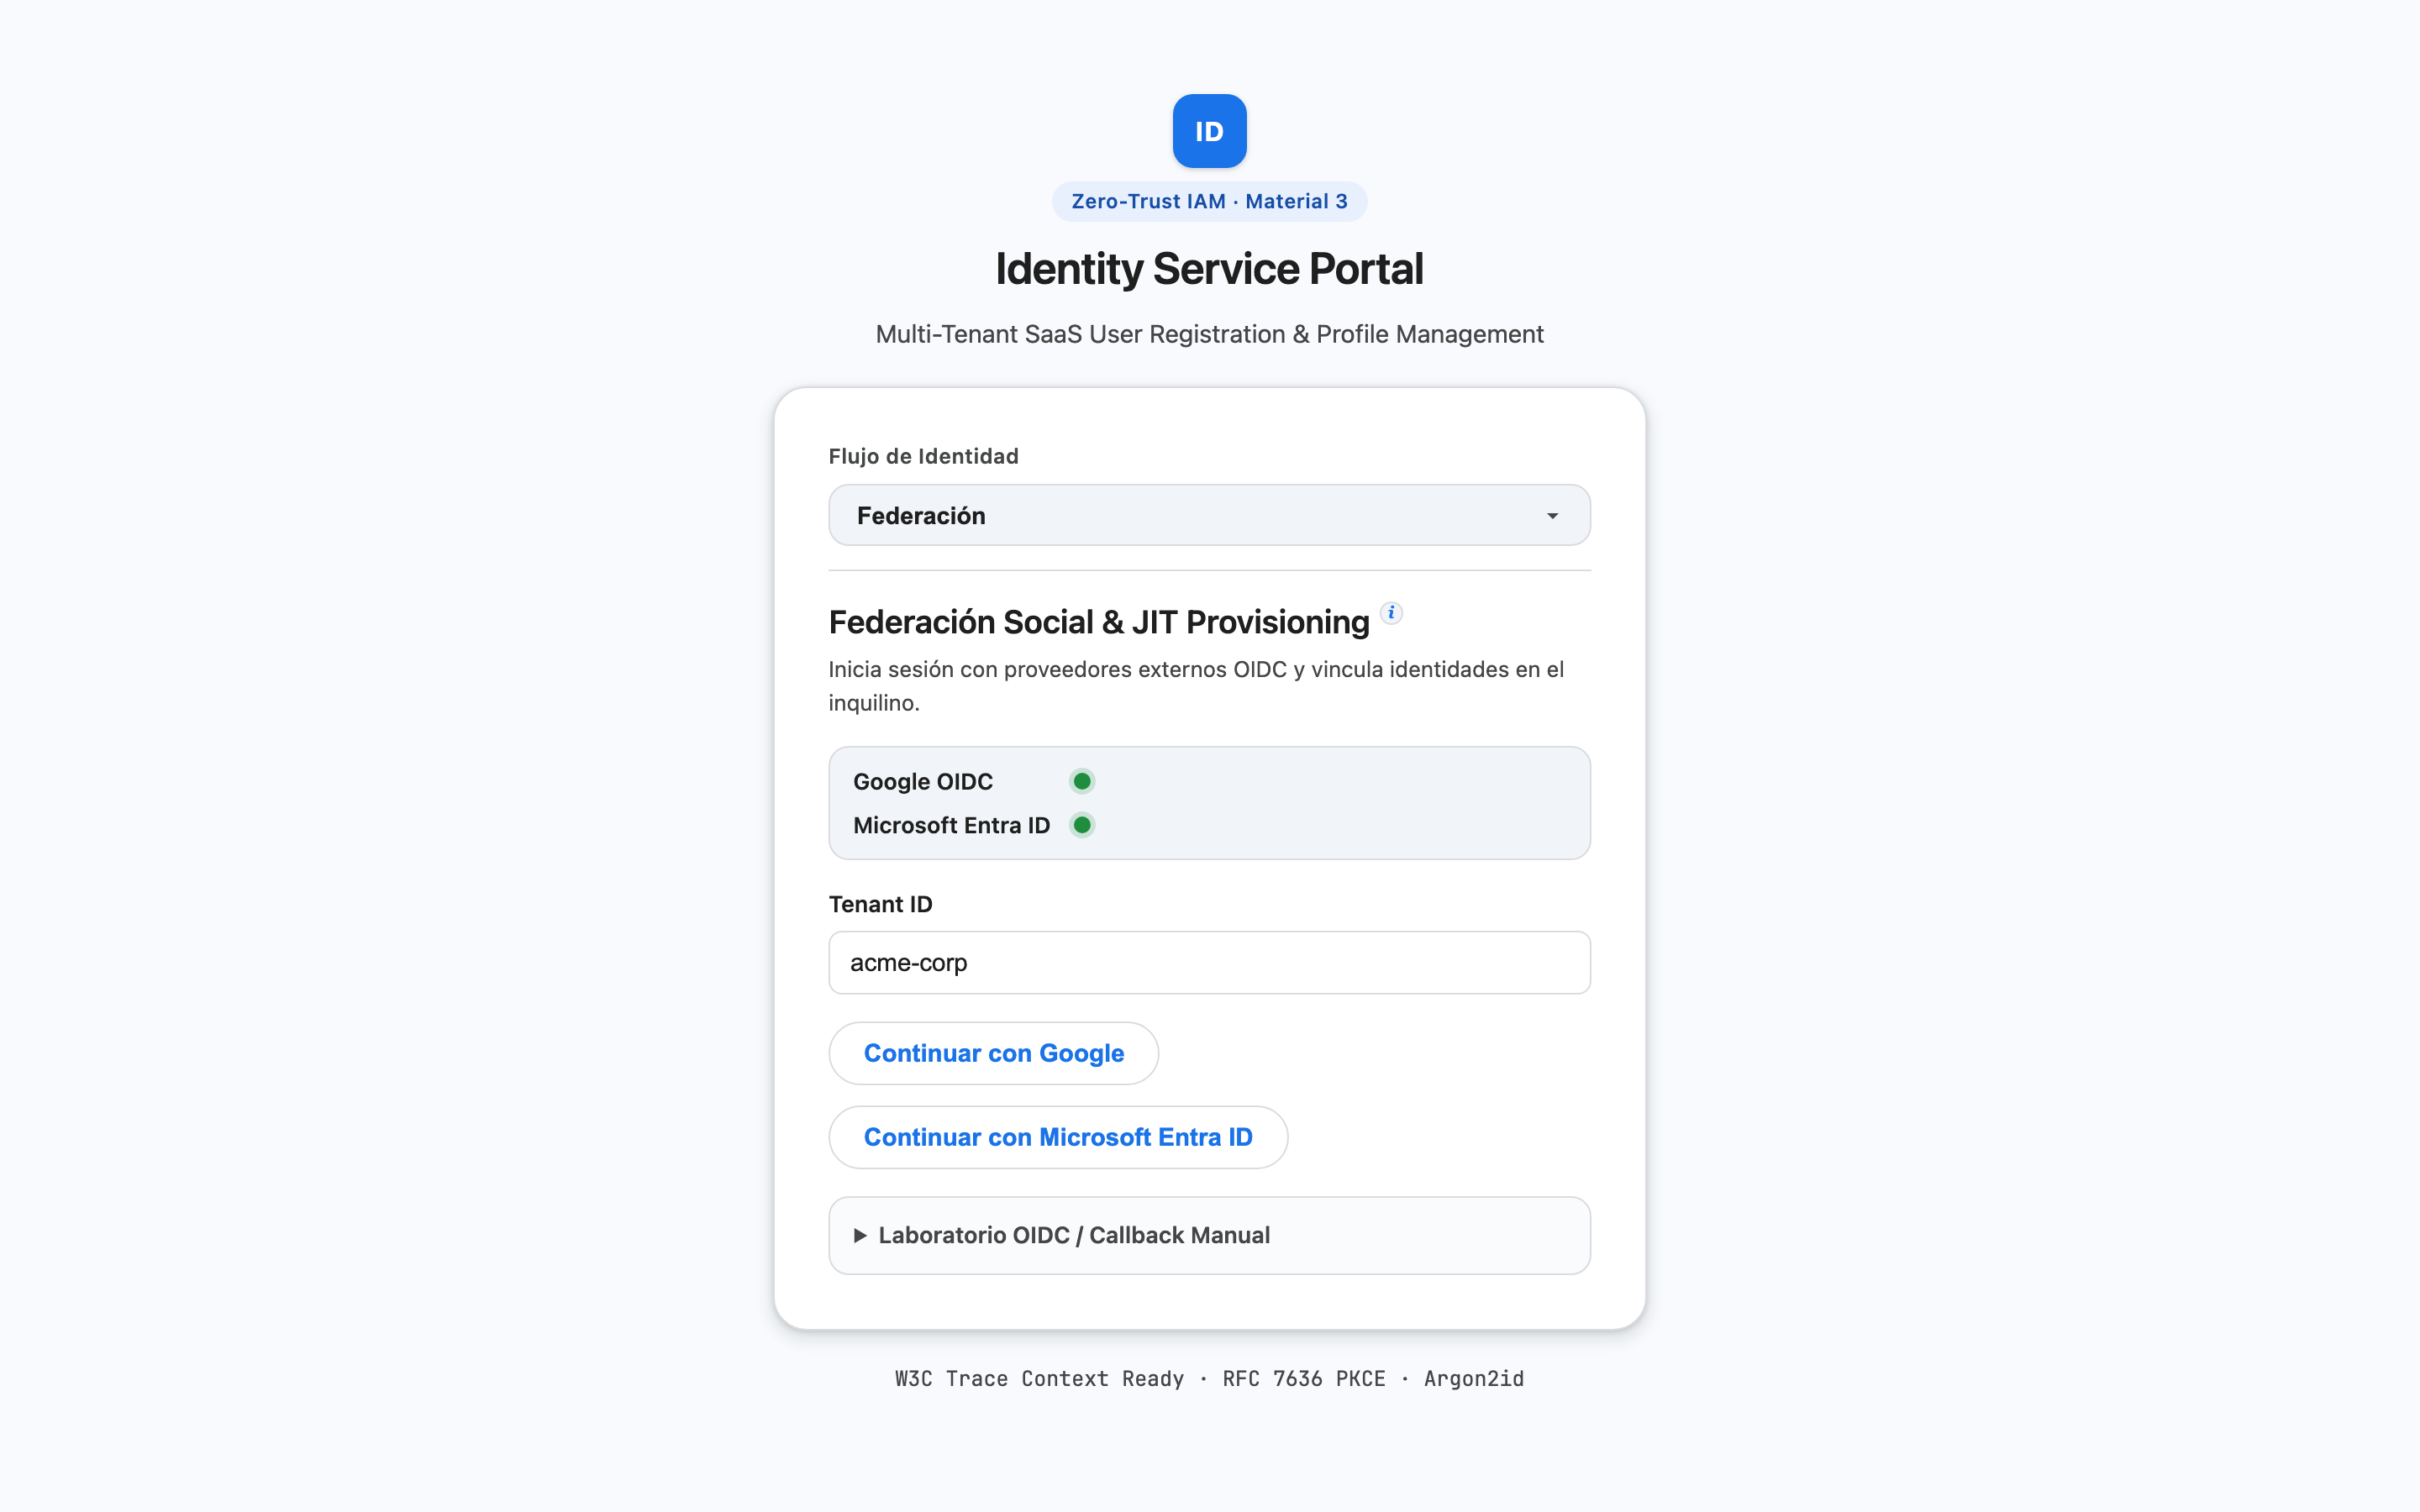 ID
Zero-Trust IAM · Material 3
Identity Service Portal
Multi-Tenant SaaS User Registration & Profile Management
Flujo de Identidad
Federación
Federación Social & JIT Provisioning i
Inicia sesión con proveedores externos OIDC y vincula identidades en el
inquilino.
Google OIDC
Microsoft Entra ID
Tenant ID
acme-corp
Continuar con Google
Continuar con Microsoft Entra ID
Laboratorio OIDC / Callback Manual
W3C Trace Context Ready · RFC 7636 PKCE · Argon2id